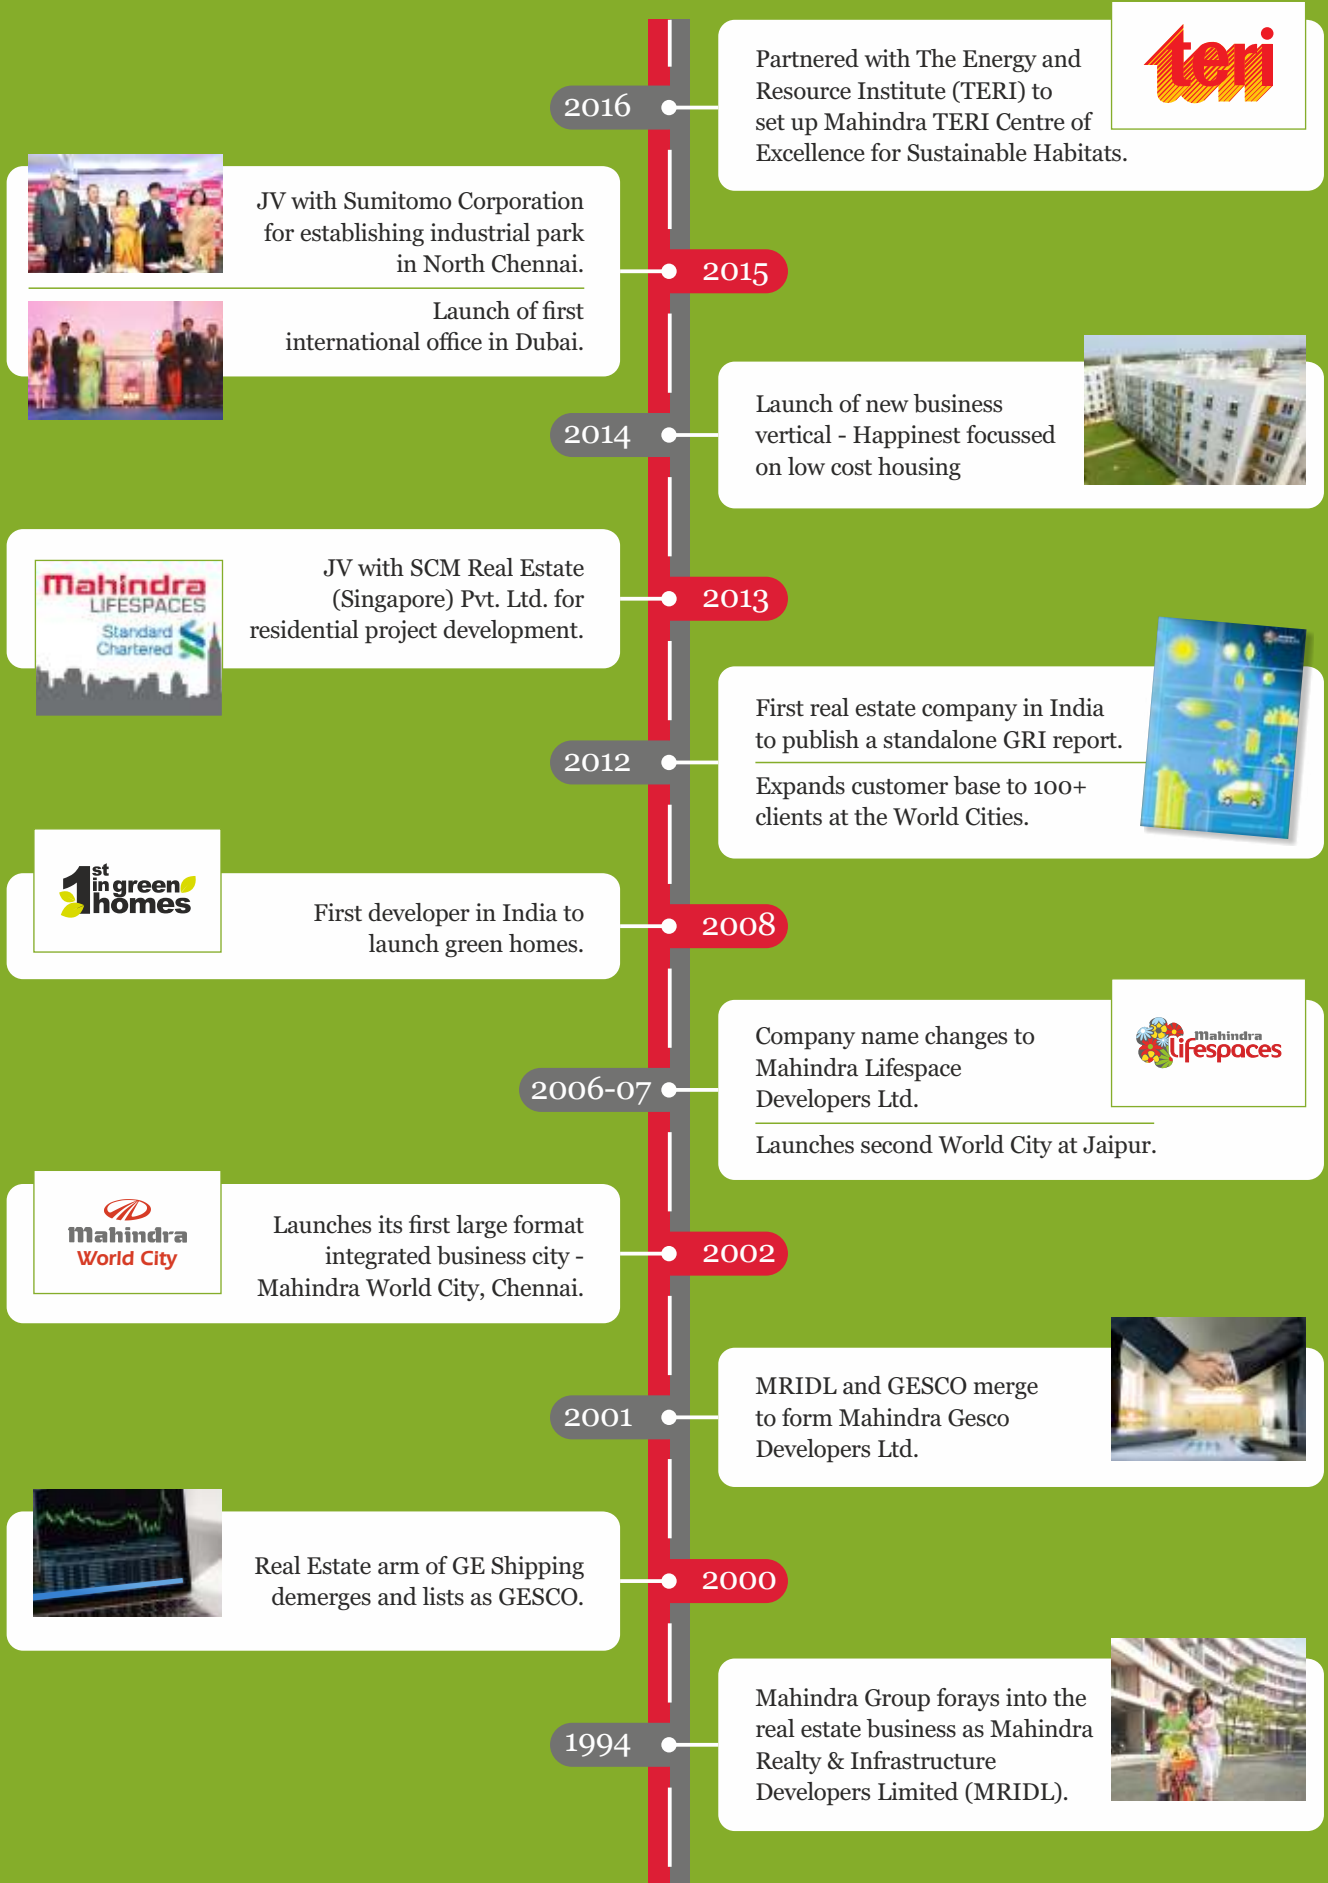 2016
Partnered with The Energy and
Resource Institute (TERI) to
set up Mahindra TERI Centre of
Excellence for Sustainable Habitats.
teri
JV with Sumitomo Corporation
for establishing industrial park
in North Chennai.
Launch of first
international office in Dubai.
2015
2014
Launch of new business
vertical - Happinest focussed
on low cost housing
Mahindra
LIFESPACES
Standard
Chartered
JV with SCM Real Estate
(Singapore) Pvt. Ltd. for
residential project development.
2013
2012
First real estate company in India
to publish a standalone GRI report.
Expands customer base to 100+
clients at the World Cities.
1st
in green
homes
First developer in India to
launch green homes.
2008
2006-07
Company name changes to
Mahindra Lifespace
Developers Ltd.
Launches second World City at Jaipur.
Mahindra
Lifespaces
Mahindra
World City
Launches its first large format
integrated business city -
Mahindra World City, Chennai.
2002
2001
MRIDL and GESCO merge
to form Mahindra Gesco
Developers Ltd.
Real Estate arm of GE Shipping
demerges and lists as GESCO.
2000
1994
Mahindra Group forays into the
real estate business as Mahindra
Realty & Infrastructure
Developers Limited (MRIDL).